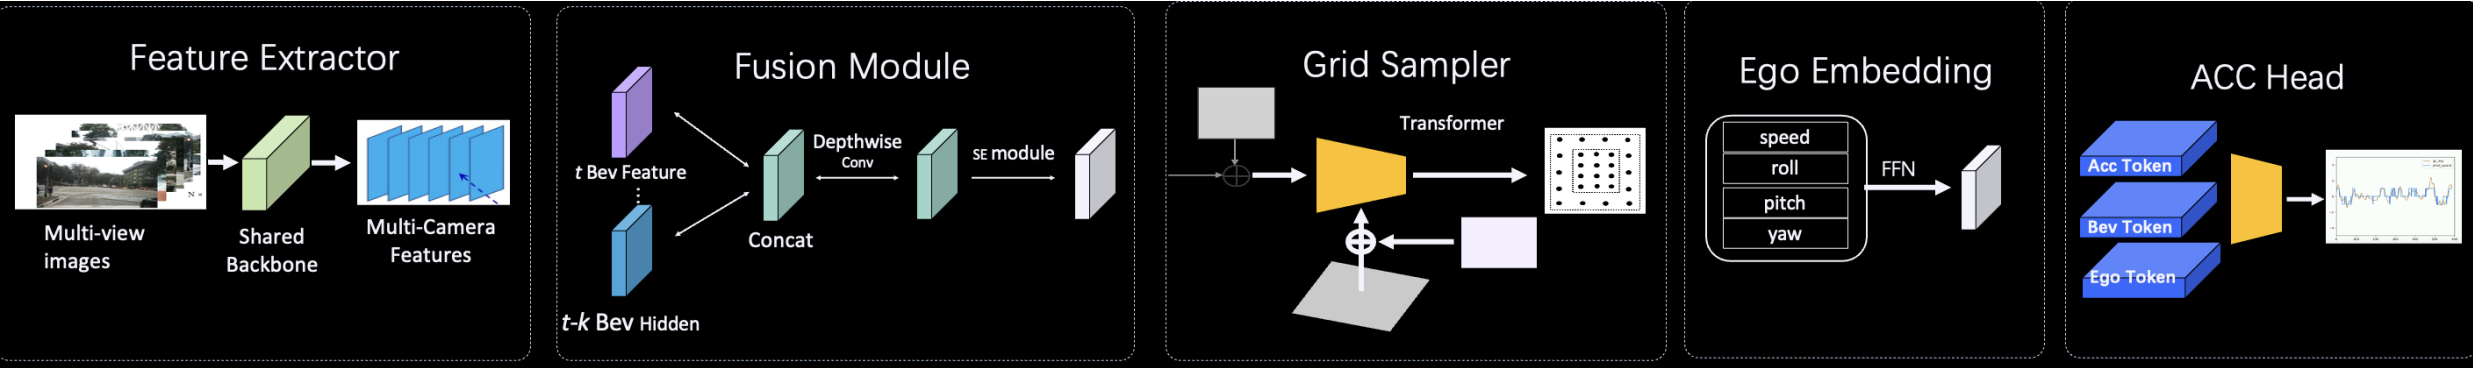 Feature Extractor
Multi-view
images
Shared
Backbone
Multi-Camera
Features
Fusion Module
t Bev Feature
t-k Bev Hidden
Concat
Depthwise
Conv
SE module
Grid Sampler
Transformer
Ego Embedding
speed
roll
pitch
yaw
FFN
ACC Head
Acc Token
Bev Token
Ego Token